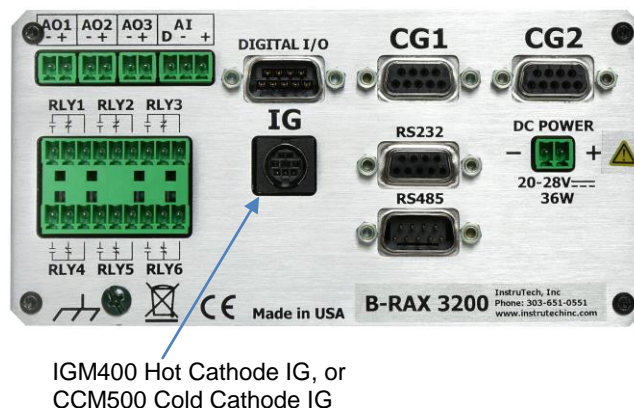 AO1 AO2 AO3 AI
- + - + - + D - +
DIGITAL I/O
CG1
CG2
RLY1 RLY2 RLY3
IG
RS232
DC POWER
- +
20-28V
36W
RS485
RLY4 RLY5 RLY6
CE Made in USA
B-RAX 3200
InstruTech, Inc
Phone: 303-651-0551
www.instrutechinc.com
IGM400 Hot Cathode IG, or
CCM500 Cold Cathode IG